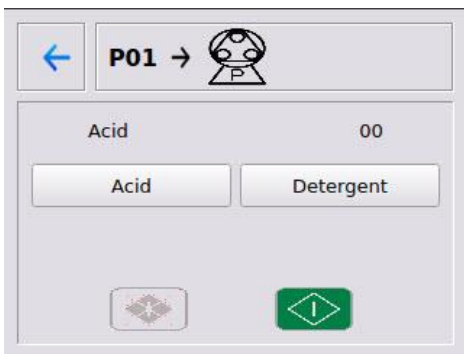 P01 →
P
Acid 00
Acid Detergent